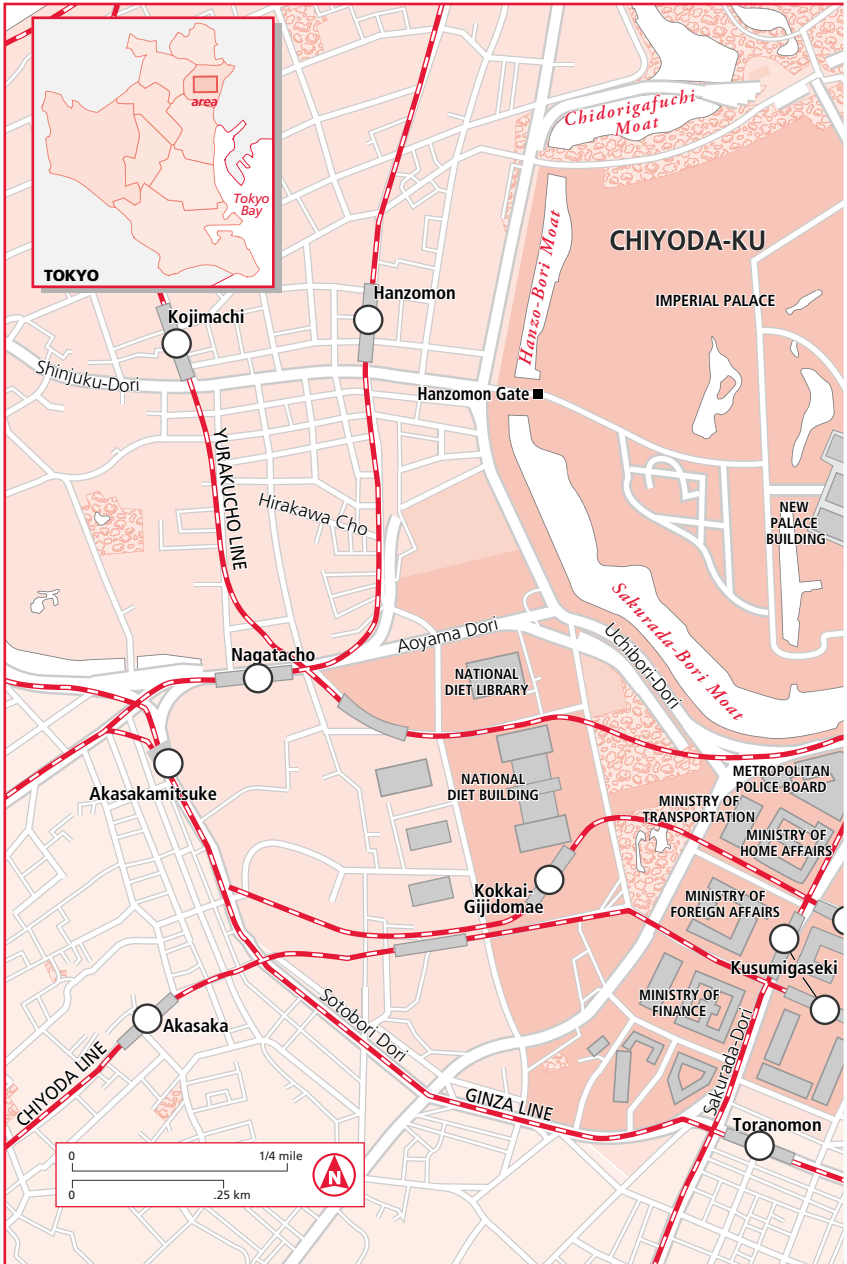 area
Tokyo
Bay
TOKYO
Chidorigafuchi
Moat
CHIYODA-KU
Hanzo-Bori Moat
IMPERIAL PALACE
Hanzomon
Kojimachi
Shinjuku-Dori
Hanzomon Gate
YURAKUCHO LINE
Hirakawa Cho
NEW
PALACE
BUILDING
Sakurada-Bori Moat
Uchibori-Dori
Aoyama Dori
Nagatacho
NATIONAL
DIET LIBRARY
Akasakamitsuke
NATIONAL
DIET BUILDING
METROPOLITAN
POLICE BOARD
MINISTRY OF
TRANSPORTATION
MINISTRY OF
HOME AFFAIRS
Kokkai-
Gijidomae
MINISTRY OF
FOREIGN AFFAIRS
Kusumigaseki
MINISTRY OF
FINANCE
Akasaka
Sotobori Dori
Sakurada-Dori
CHIYODA LINE
GINZA LINE
Toranomon
0 1/4 mile
0 .25 km
N